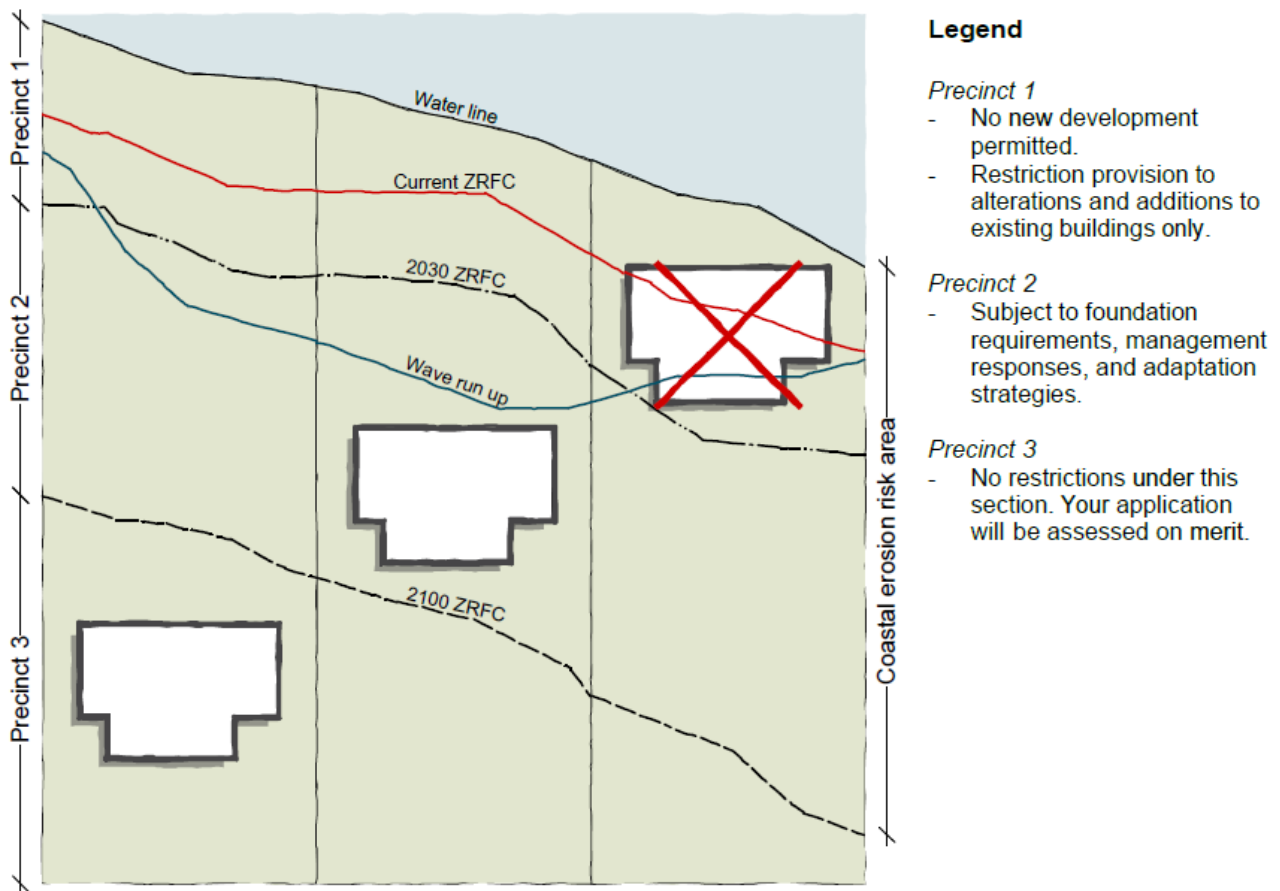 Precinct 1
Precinct 2
Precinct 3
Water line
Current ZRFC
2030 ZRFC
Wave run up
2100 ZRFC
Coastal erosion risk area
Legend
Precinct 1
- No new development
permitted.
- Restriction provision to
alterations and additions to
existing buildings only.
Precinct 2
- Subject to foundation
requirements, management
responses, and adaptation
strategies.
Precinct 3
- No restrictions under this
section. Your application
will be assessed on merit.